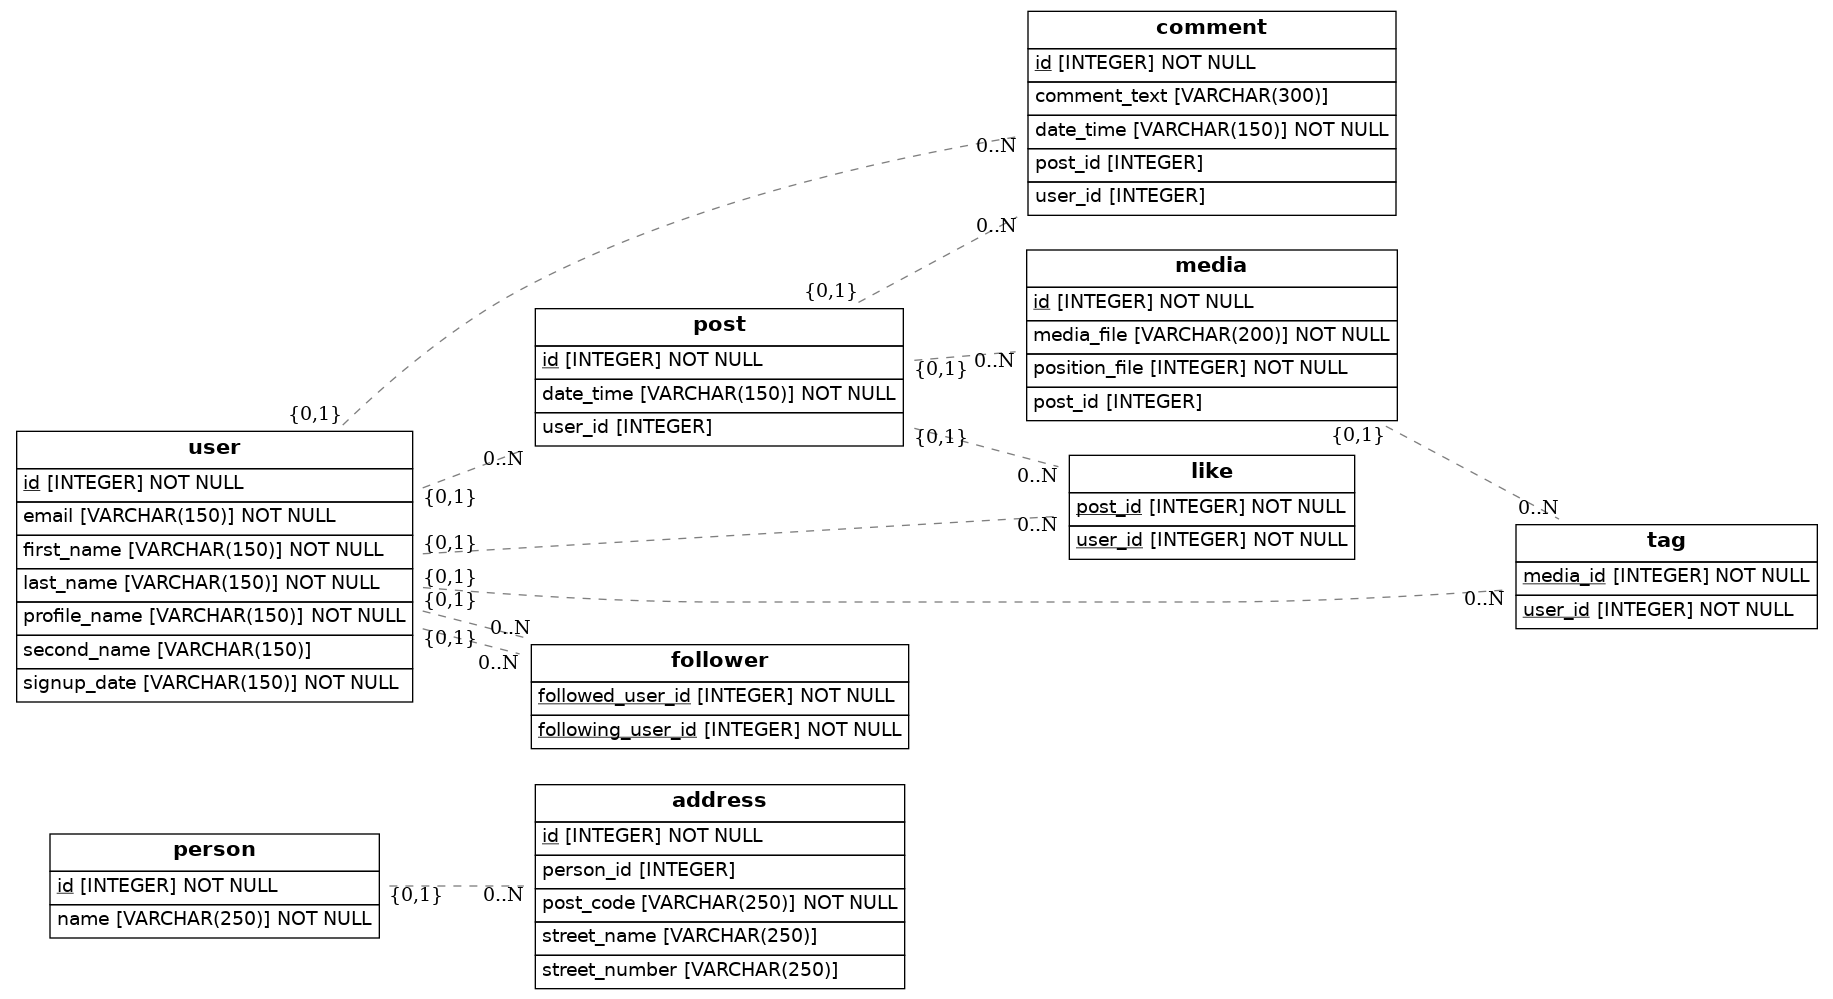 comment
id [INTEGER] NOT NULL
comment_text [VARCHAR(300)]
date_time [VARCHAR(150)] NOT NULL
post_id [INTEGER]
user_id [INTEGER]
0..N
0..N
media
id [INTEGER] NOT NULL
media_file [VARCHAR(200)] NOT NULL
position_file [INTEGER] NOT NULL
post_id [INTEGER]
{0,1}
post
id [INTEGER] NOT NULL
date_time [VARCHAR(150)] NOT NULL
user_id [INTEGER]
{0,1}
0..N
{0,1}
0..N
{0,1}
{0,1}
user
id [INTEGER] NOT NULL
email [VARCHAR(150)] NOT NULL
first_name [VARCHAR(150)] NOT NULL
last_name [VARCHAR(150)] NOT NULL
profile_name [VARCHAR(150)] NOT NULL
second_name [VARCHAR(150)]
signup_date [VARCHAR(150)] NOT NULL
0..N
{0,1}
{0,1}
{0,1}
{0,1}
{0,1}
like
post_id [INTEGER] NOT NULL
user_id [INTEGER] NOT NULL
0..N
0..N
0..N
tag
media_id [INTEGER] NOT NULL
user_id [INTEGER] NOT NULL
0..N
0..N
follower
followed_user_id [INTEGER] NOT NULL
following_user_id [INTEGER] NOT NULL
address
id [INTEGER] NOT NULL
person_id [INTEGER]
post_code [VARCHAR(250)] NOT NULL
street_name [VARCHAR(250)]
street_number [VARCHAR(250)]
person
id [INTEGER] NOT NULL
name [VARCHAR(250)] NOT NULL
{0,1}
0..N